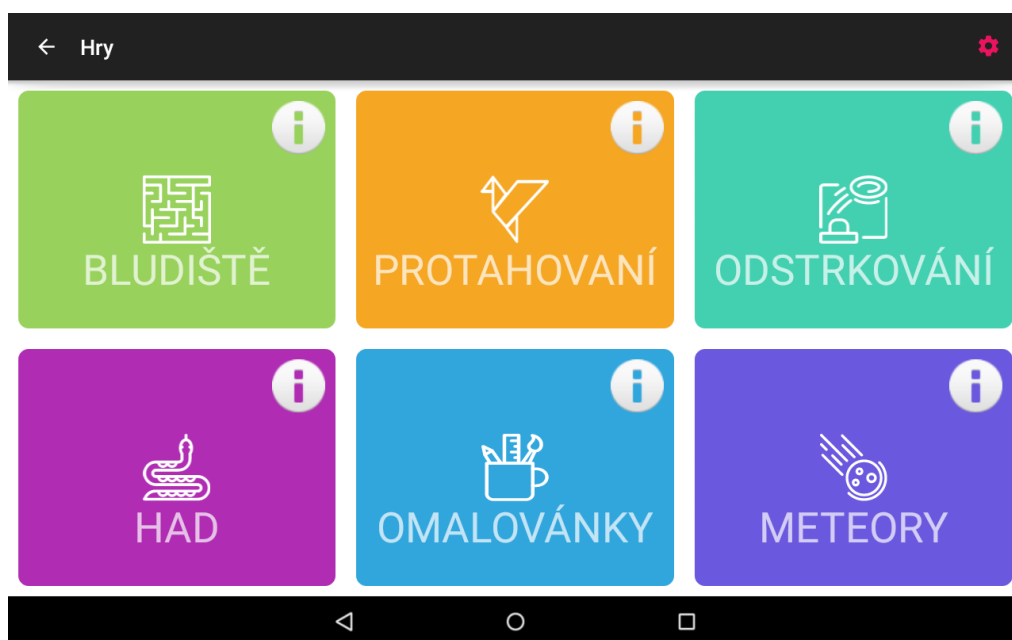 Hry
BLUDIŠTĚ
PROTAHOVANÍ
ODSTRKOVÁNÍ
HAD
OMALOVÁNKY
METEORY